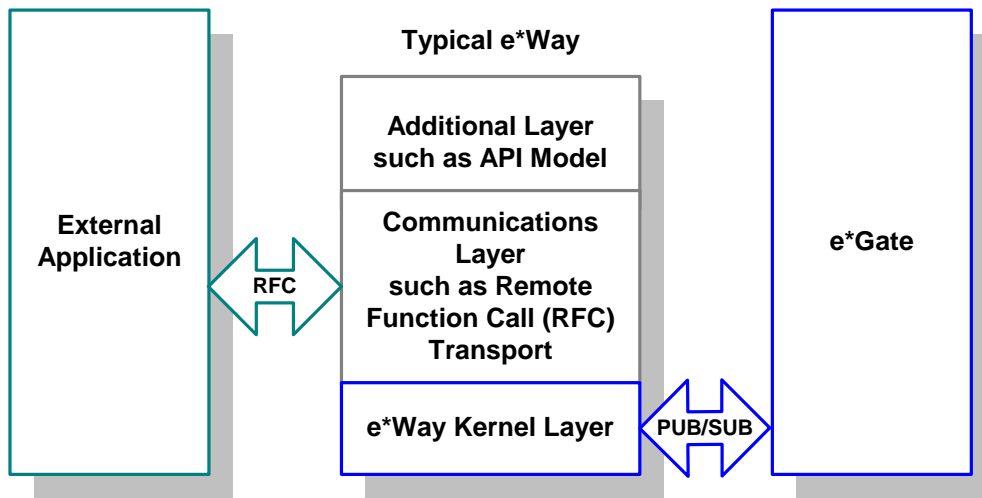 Typical e*Way
External
Application
RFC
Additional Layer
such as API Model
Communications
Layer
such as Remote
Function Call (RFC)
Transport
e*Way Kernel Layer
PUB/SUB
e*Gate